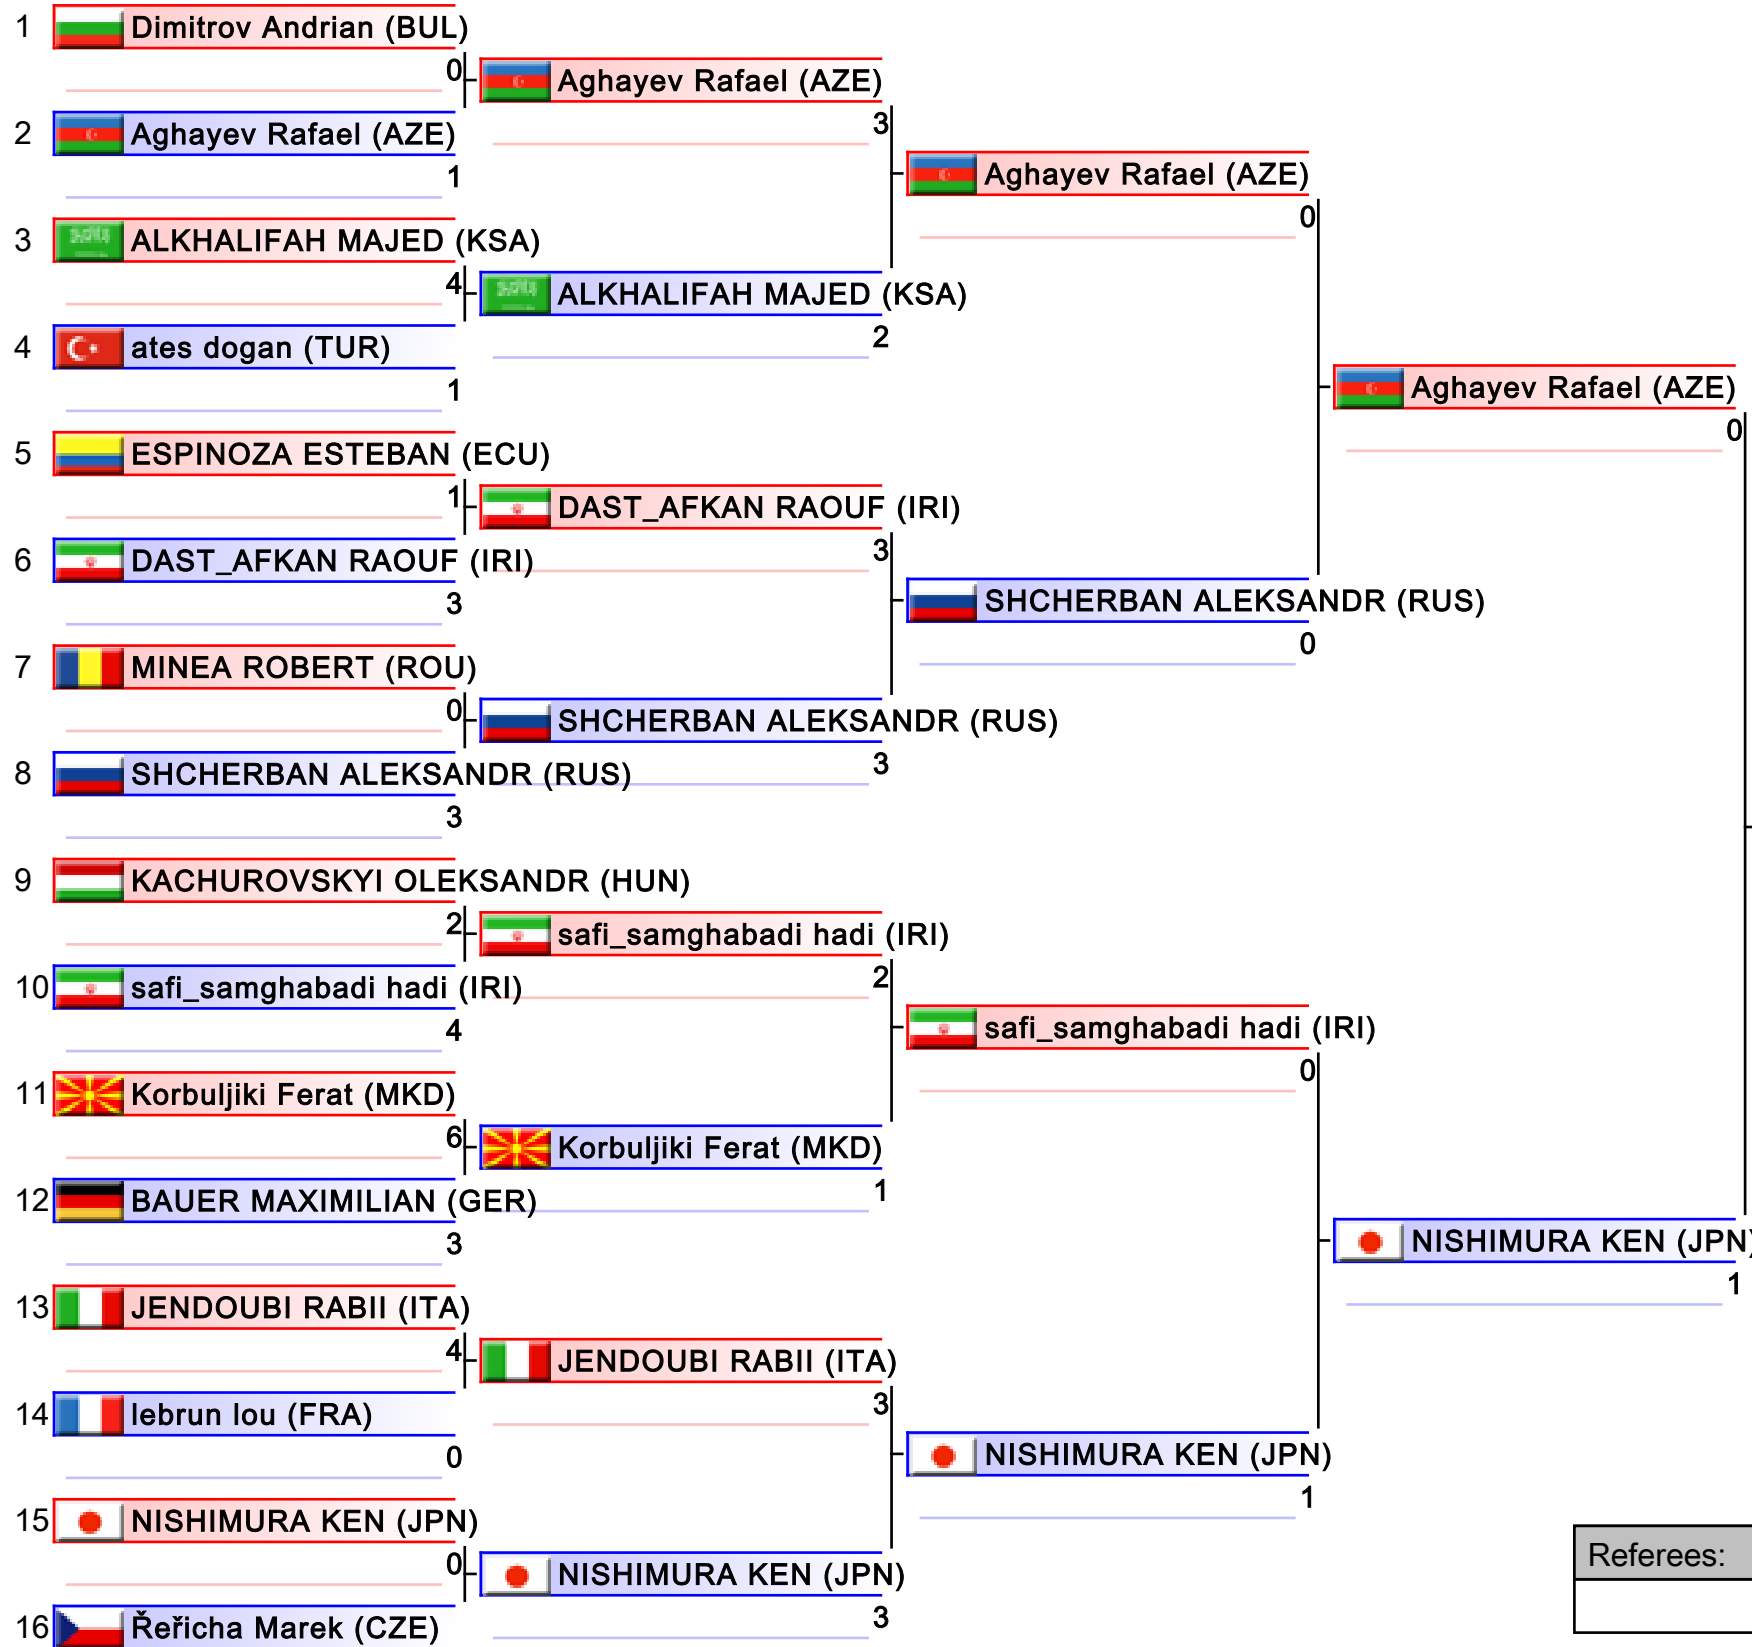 1 Dimitrov Andrian (BUL)
0 Aghayev Rafael (AZE)
3
2 Aghayev Rafael (AZE)
1 Aghayev Rafael (AZE)
0
3 ALKHALIFAH MAJED (KSA)
4 ALKHALIFAH MAJED (KSA)
2
4 ates dogan (TUR)
1 Aghayev Rafael (AZE)
0
5 ESPINOZA ESTEBAN (ECU)
1 DAST_AFKAN RAOUF (IRI)
3
6 DAST_AFKAN RAOUF (IRI)
3 SHCHERBAN ALEKSANDR (RUS)
0
7 MINEA ROBERT (ROU)
0 SHCHERBAN ALEKSANDR (RUS)
3
8 SHCHERBAN ALEKSANDR (RUS)
3
9 KACHUROVSKYI OLEKSANDR (HUN)
2 safi_samghabadi hadi (IRI)
2
10 safi_samghabadi hadi (IRI)
4 safi_samghabadi hadi (IRI)
0
11 Korbuljiki Ferat (MKD)
6 Korbuljiki Ferat (MKD)
1
12 BAUER MAXIMILIAN (GER)
3 NISHIMURA KEN (JPN)
1
13 JENDOUBI RABII (ITA)
4 JENDOUBI RABII (ITA)
3
14 lebrun lou (FRA)
0 NISHIMURA KEN (JPN)
1
15 NISHIMURA KEN (JPN)
0 NISHIMURA KEN (JPN)
3
16 Řeřicha Marek (CZE)
Referees: